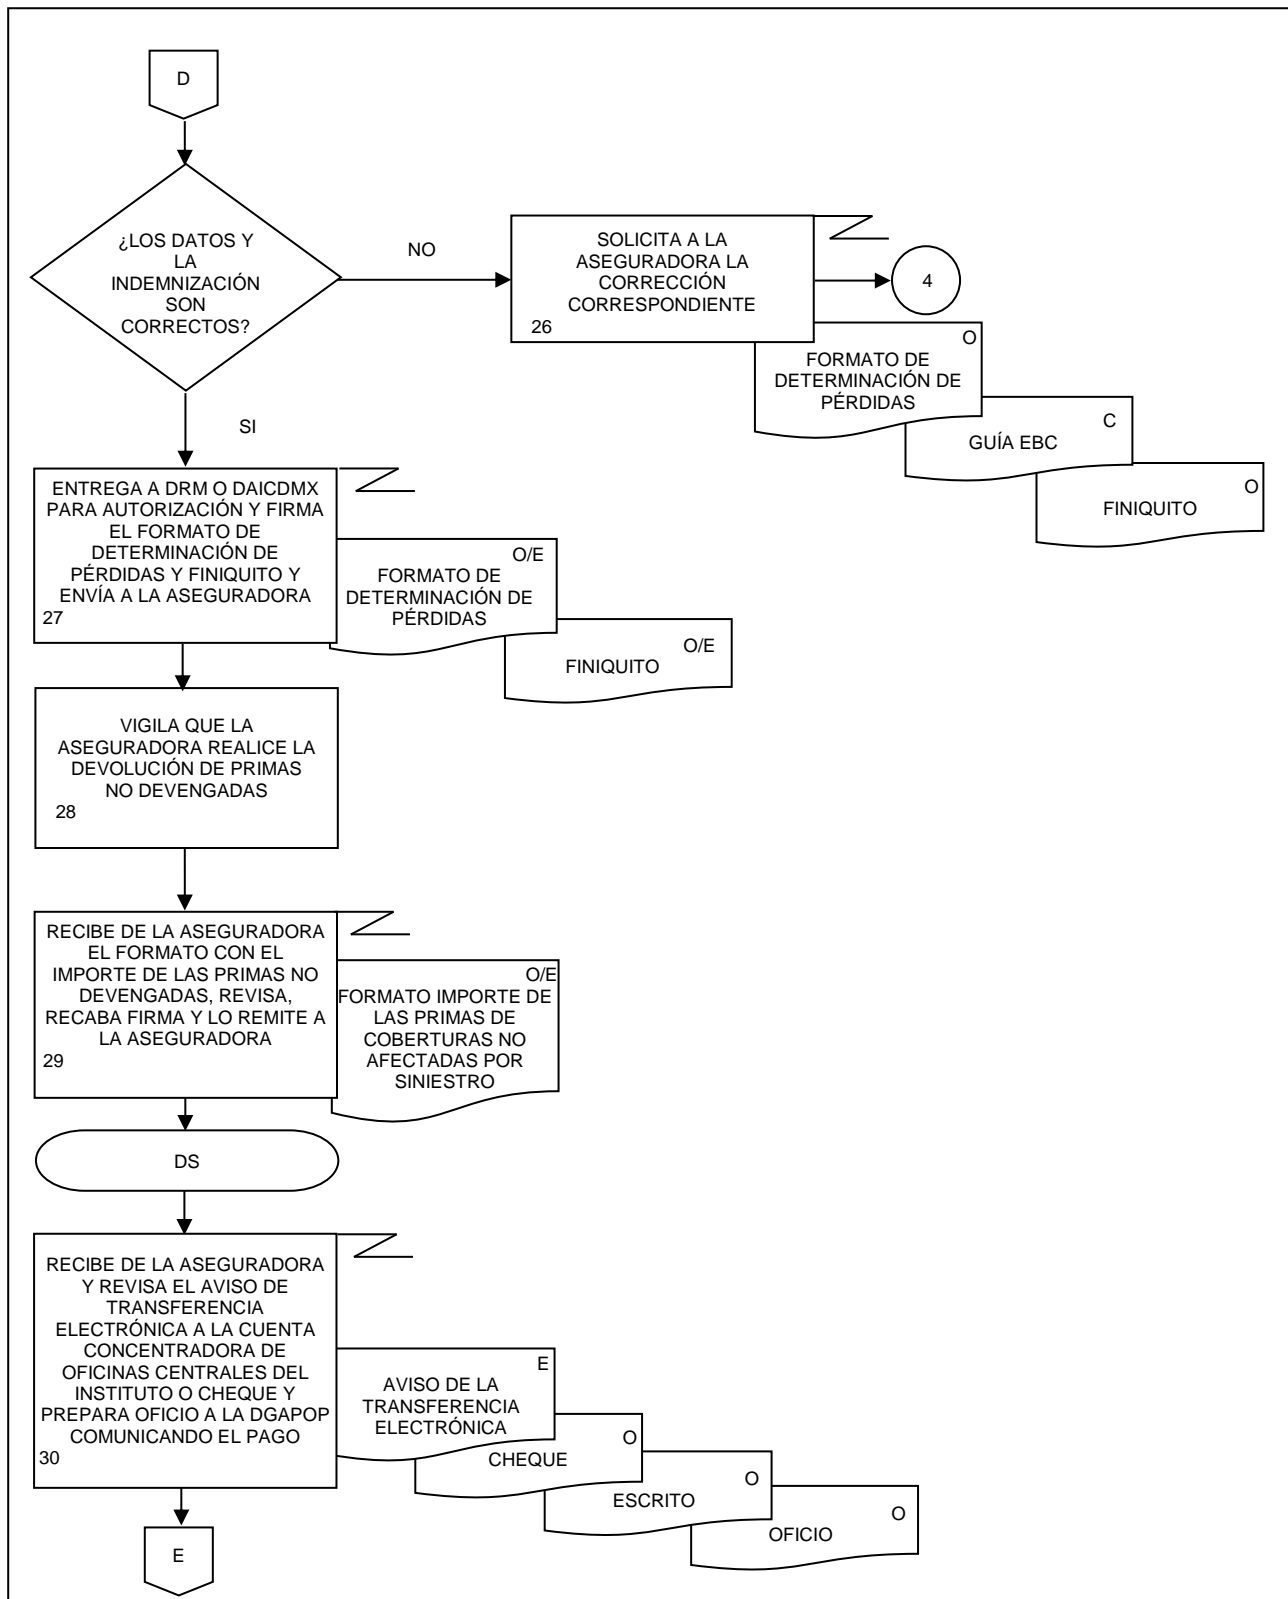 D
¿LOS DATOS Y
LA
INDEMNIZACIÓN
SON
CORRECTOS?
NO
SOLICITA A LA
ASEGURADORA LA
CORRECCIÓN
CORRESPONDIENTE
26
4
O
FORMATO DE
DETERMINACIÓN DE
PÉRDIDAS
C
GUÍA EBC
O
FINIQUITO
SI
ENTREGA A DRM O DAICDMX
PARA AUTORIZACIÓN Y FIRMA
EL FORMATO DE
DETERMINACIÓN DE
PÉRDIDAS Y FINIQUITO Y
ENVÍA A LA ASEGURADORA
27
O/E
FORMATO DE
DETERMINACIÓN DE
PÉRDIDAS
O/E
FINIQUITO
VIGILA QUE LA
ASEGURADORA REALICE LA
DEVOLUCIÓN DE PRIMAS
NO DEVENGADAS
28
RECIBE DE LA ASEGURADORA
EL FORMATO CON EL
IMPORTE DE LAS PRIMAS NO
DEVENGADAS, REVISA,
RECABA FIRMA Y LO REMITE A
LA ASEGURADORA
29
O/E
FORMATO IMPORTE DE
LAS PRIMAS DE
COBERTURAS NO
AFECTADAS POR
SINIESTRO
DS
RECIBE DE LA ASEGURADORA
Y REVISA EL AVISO DE
TRANSFERENCIA
ELECTRÓNICA A LA CUENTA
CONCENTRADORA DE
OFICINAS CENTRALES DEL
INSTITUTO O CHEQUE Y
PREPARA OFICIO A LA DGAPOP
COMUNICANDO EL PAGO
30
E
AVISO DE LA
TRANSFERENCIA
ELECTRÓNICA
O
CHEQUE
O
ESCRITO
O
OFICIO
E